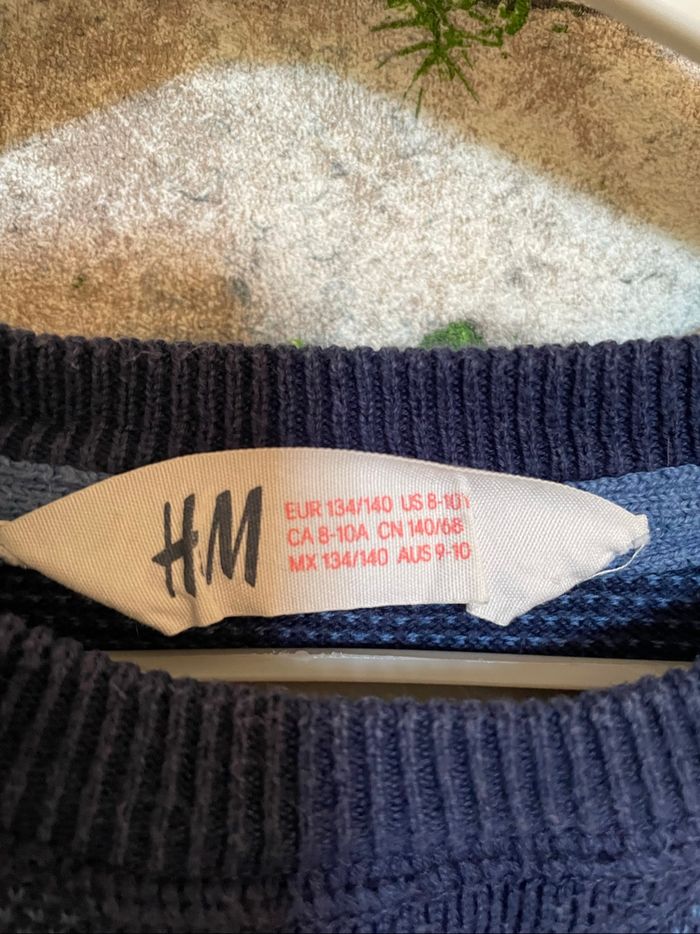 H&M
EUR 134/140 US 8-10Y
CA 8-10A CN 140/68
MX 134/140 AUS 9-10